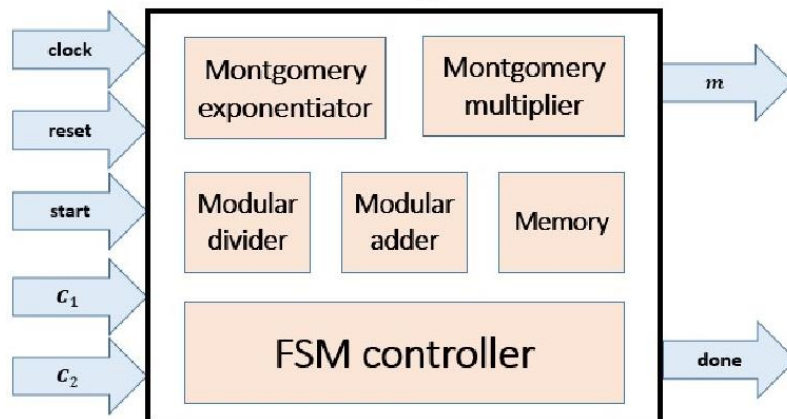 clock
reset
start
C₁
C₂
Montgomery
exponentiator
Montgomery
multiplier
Modular
divider
Modular
adder
Memory
FSM controller
m
done